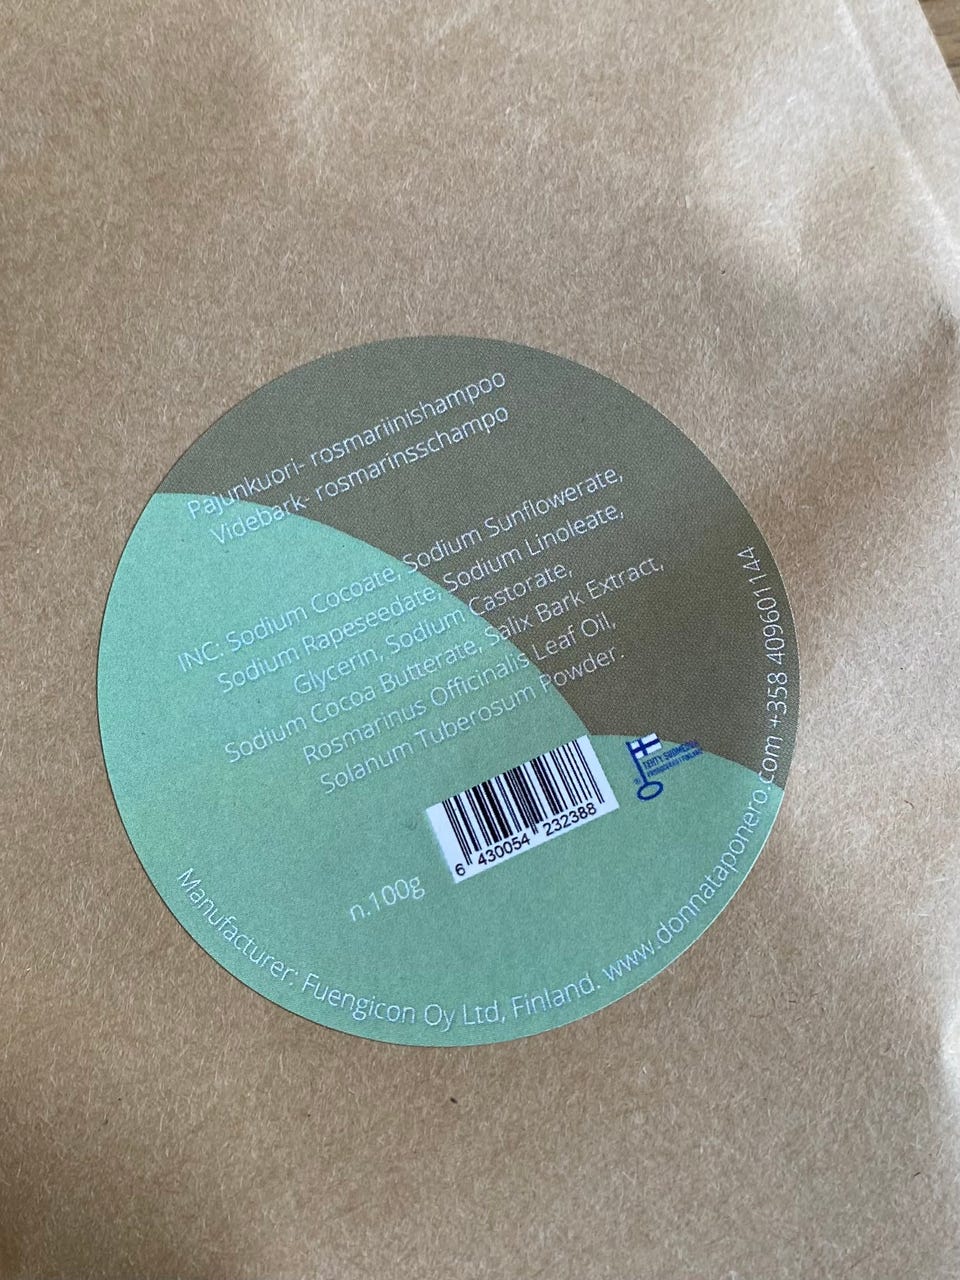 Pajunkuori- rosmariinishampoo
Videbark- rosmarinsschampo
INC: Sodium Cocoate, Sodium Sunflowerate,
Sodium Rapeseedate, Sodium Linoleate,
Glycerin, Sodium Castorate,
Sodium Cocoa Butterate, Salix Bark Extract,
Rosmarinus Officinalis Leaf Oil,
Solanum Tuberosum Powder.
6 430054 232388
n.100g
Manufacturer: Fuengicon Oy Ltd, Finland. www.donnataponero.com +358 409601144